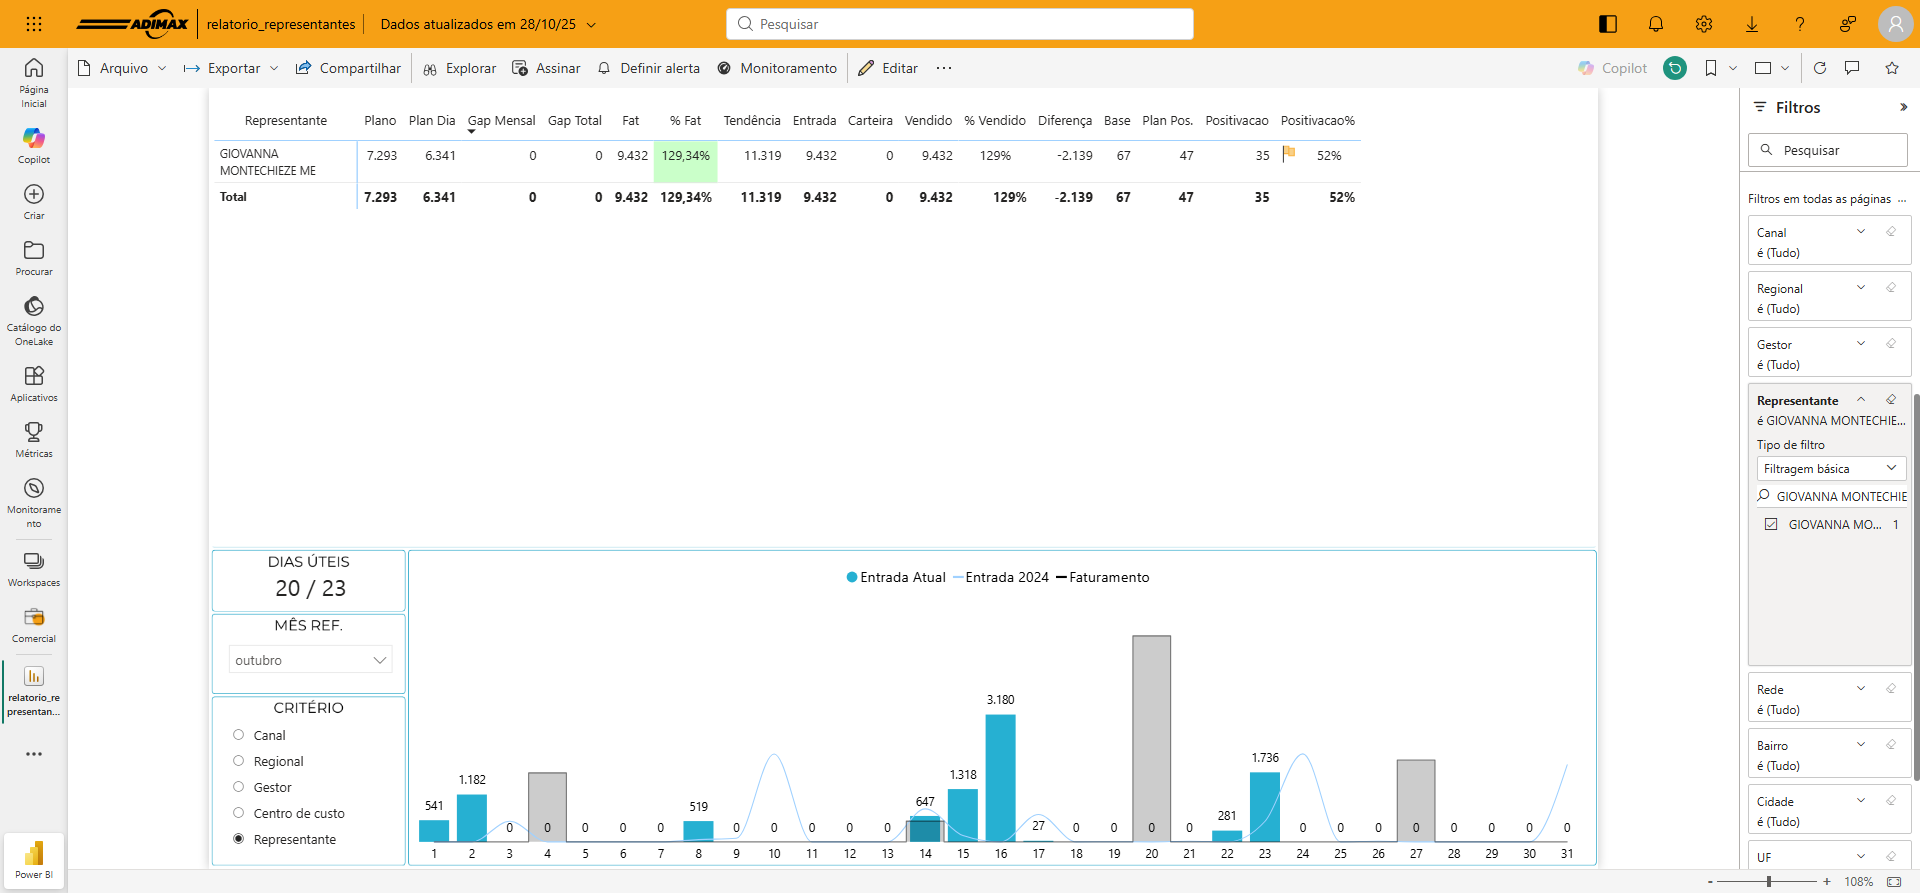 ADIMAX relatorio_representantes Dados atualizados em 28/10/25 Pesquisar
Arquivo Exportar Compartilhar Explorar Assinar Definir alerta Monitoramento Editar ... Copilot
Página
Inicial
Copilot
Criar
Procurar
Catálogo do
OneLake
Aplicativos
Métricas
Monitorame
nto
Workspaces
Comercial
relatorio_re
presentan...
Power BI
Representante Plano Plan Dia Gap Mensal Gap Total Fat % Fat Tendência Entrada Carteira Vendido % Vendido Diferença Base Plan Pos. Positivacao Positivacao%
GIOVANNA
MONTECHIEZE ME 7.293 6.341 0 0 9.432 129,34% 11.319 9.432 0 9.432 129% -2.139 67 47 35 52%
Total 7.293 6.341 0 0 9.432 129,34% 11.319 9.432 0 9.432 129% -2.139 67 47 35 52%
DIAS ÚTEIS
20 / 23
MÊS REF.
outubro
CRITÉRIO
Canal
Regional
Gestor
Centro de custo
Representante
Entrada Atual Entrada 2024 Faturamento
541 1.182 0 0 0 0 0 519 0 0 0 0 0 647 1.318 3.180 27 0 0 0 0 281 1.736 0 0 0 0 0 0 0 0
1 2 3 4 5 6 7 8 9 10 11 12 13 14 15 16 17 18 19 20 21 22 23 24 25 26 27 28 29 30 31
Filtros
Pesquisar
Filtros em todas as páginas ...
Canal
é (Tudo)
Regional
é (Tudo)
Gestor
é (Tudo)
Representante
é GIOVANNA MONTECHIE...
Tipo de filtro
Filtragem básica
GIOVANNA MONTECHIE
GIOVANNA MO... 1
Rede
é (Tudo)
Bairro
é (Tudo)
Cidade
é (Tudo)
UF
- + 108%